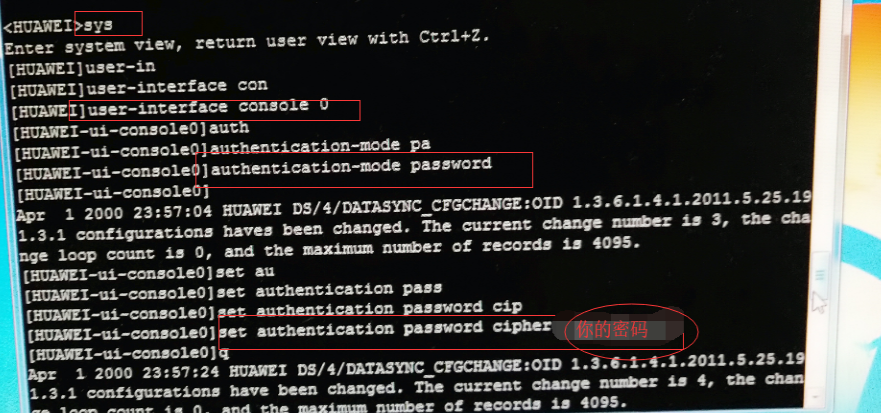 <HUAWEI>sys
Enter system view, return user view with Ctrl+Z.
[HUAWEI]user-in
[HUAWEI]user-interface con
[HUAWEI]user-interface console 0
[HUAWEI-ui-console0]auth
[HUAWEI-ui-console0]authentication-mode pa
[HUAWEI-ui-console0]authentication-mode password
[HUAWEI-ui-console0]
Apr  1 2000 23:57:04 HUAWEI DS/4/DATASYNC_CFGCHANGE:OID 1.3.6.1.4.1.2011.5.25.19
1.3.1 configurations haves been changed. The current change number is 3, the cha
nge loop count is 0, and the maximum number of records is 4095.
[HUAWEI-ui-console0]set au
[HUAWEI-ui-console0]set authentication pass
[HUAWEI-ui-console0]set authentication password cip
[HUAWEI-ui-console0]set authentication password cipher 你的密码
[HUAWEI-ui-console0]q
Apr  1 2000 23:57:24 HUAWEI DS/4/DATASYNC_CFGCHANGE:OID 1.3.6.1.4.1.2011.5.25.19
1.3.1 configurations have been changed. The current change number is 4, the chan
ge loop count is 0, and the maximum number of records is 4095.